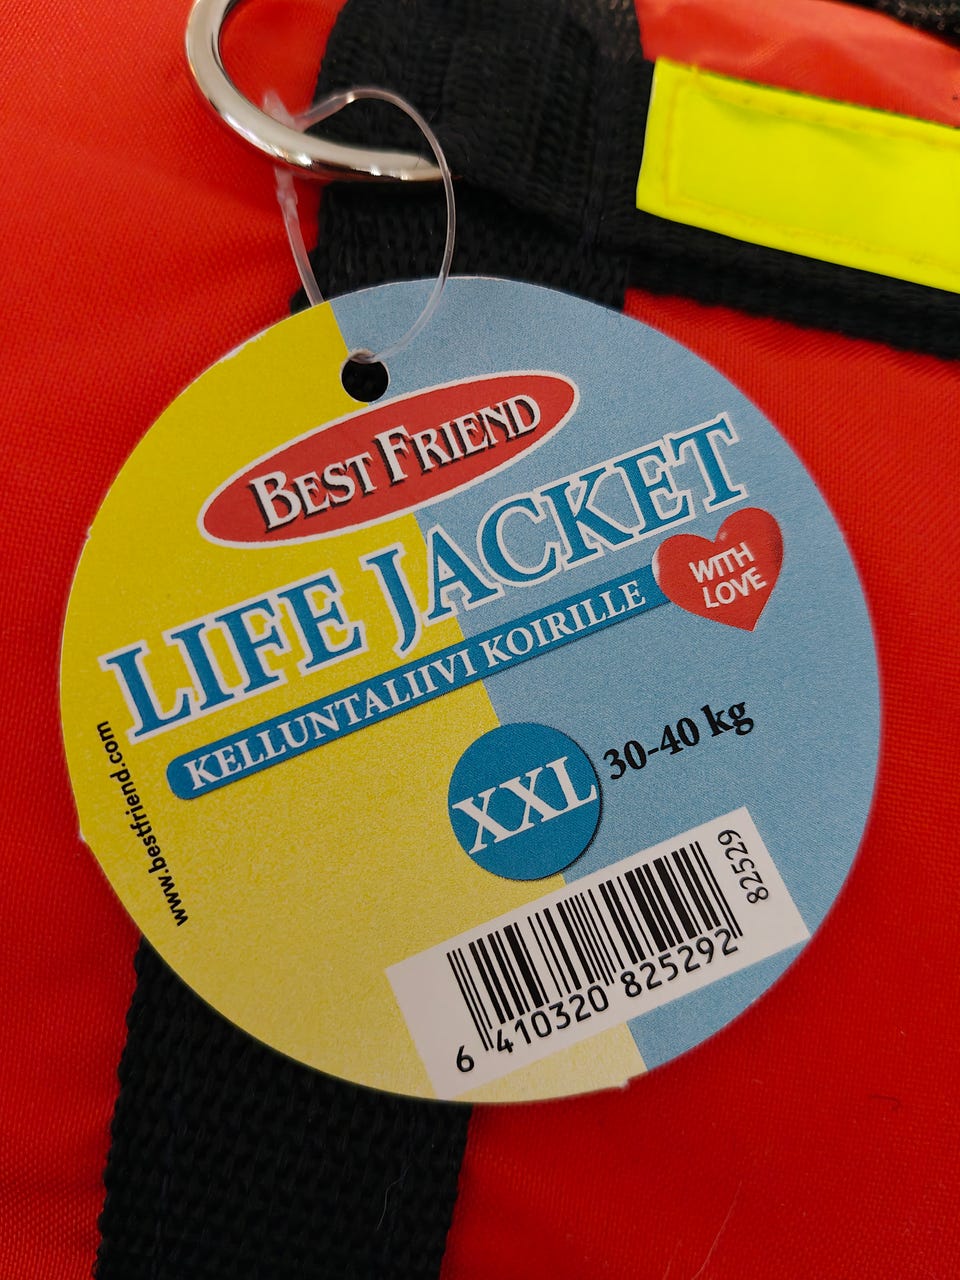 BEST FRIEND
LIFE JACKET
WITH
LOVE
KELLUNTALIIVI KOIRILLE
www.bestfriend.com
XXL 30-40 kg
82529
6 410320 825292